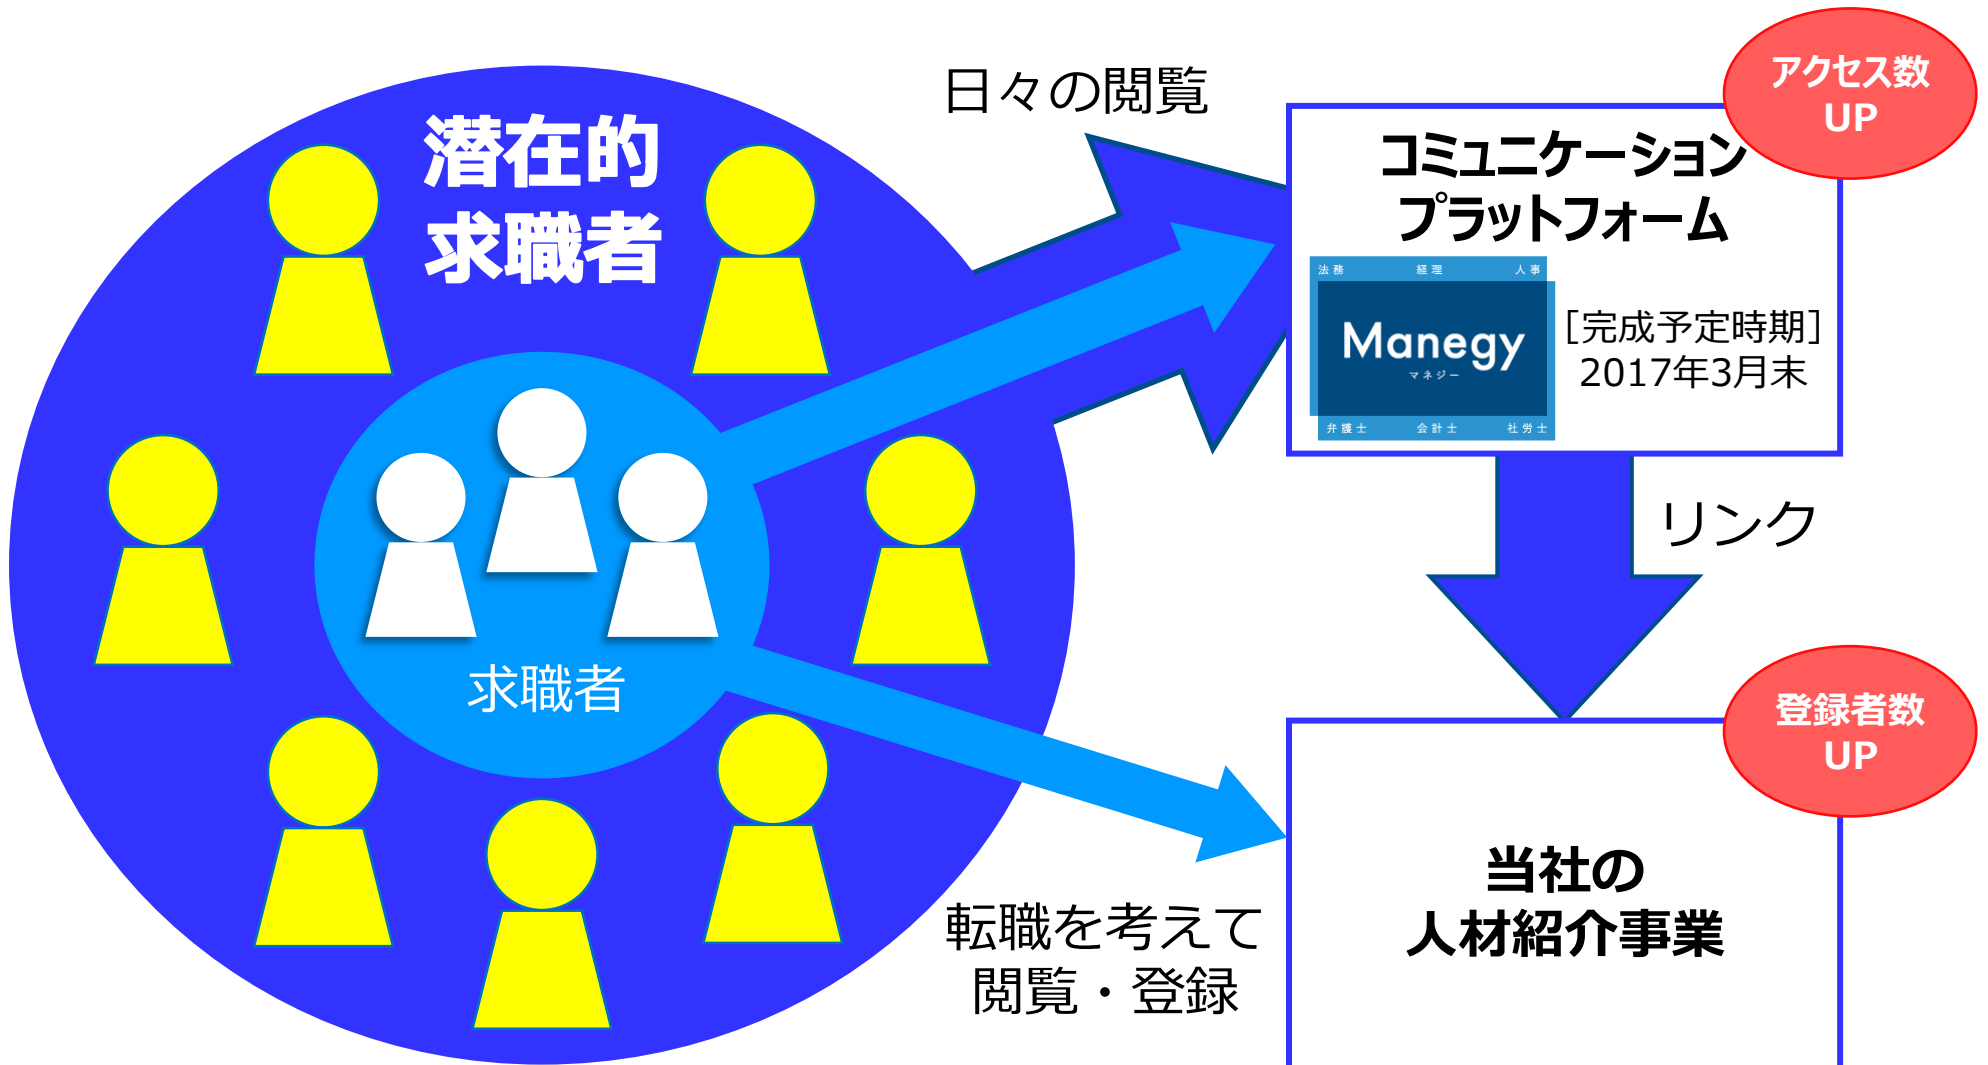 潜在的
求職者
求職者
日々の閲覧
アクセス数
UP
コミュニケーション
プラットフォーム
法務 経理 人事
Manegy
マネジー
弁護士 会計士 社労士
[完成予定時期]
2017年3月末
リンク
登録者数
UP
転職を考えて
閲覧・登録
当社の
人材紹介事業